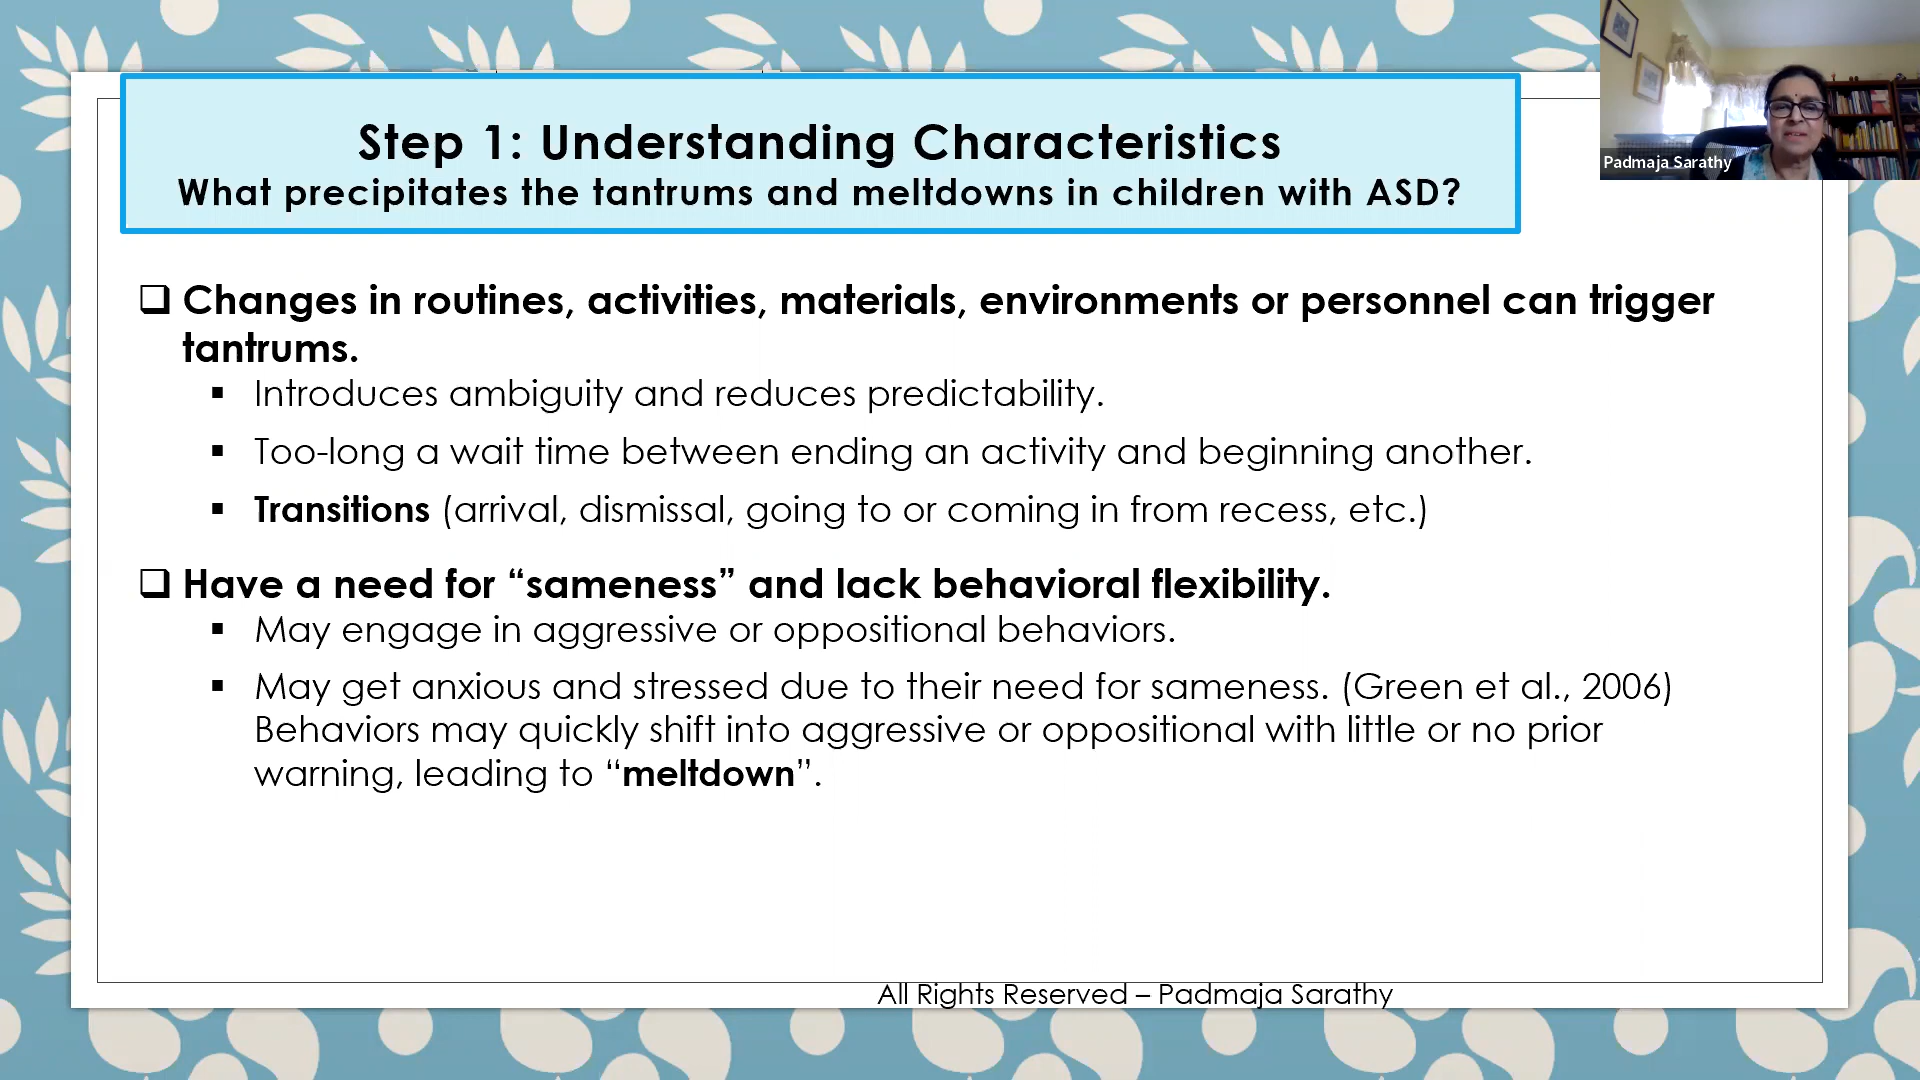 Step 1: Understanding Characteristics
What precipitates the tantrums and meltdowns in children with ASD?
Padmaja Sarathy
❑ Changes in routines, activities, materials, environments or personnel can trigger
tantrums.
▪ Introduces ambiguity and reduces predictability.
▪ Too-long a wait time between ending an activity and beginning another.
▪ Transitions (arrival, dismissal, going to or coming in from recess, etc.)
❑ Have a need for “sameness” and lack behavioral flexibility.
▪ May engage in aggressive or oppositional behaviors.
▪ May get anxious and stressed due to their need for sameness. (Green et al., 2006)
Behaviors may quickly shift into aggressive or oppositional with little or no prior
warning, leading to “meltdown”.
All Rights Reserved – Padmaja Sarathy